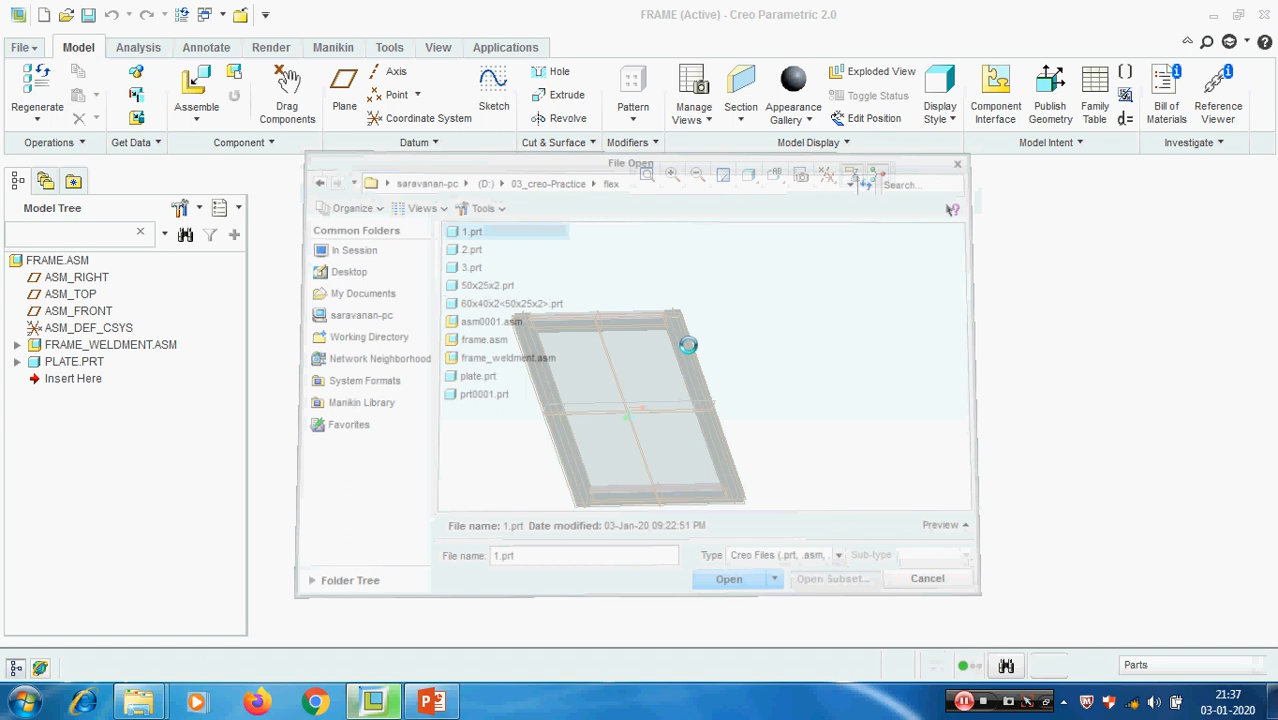 FRAME (Active) - Creo Parametric 2.0
File Model Analysis Annotate Render Manikin Tools View Applications
Regenerate
Operations
Get Data
Assemble
Drag Components
Component
Plane
Axis
Point
Coordinate System
Sketch
Datum
Hole
Extrude
Revolve
Cut & Surface
Pattern
Modifiers
Manage Views
Section
Appearance Gallery
Exploded View
Toggle Status
Edit Position
Display Style
Model Display
Component Interface
Publish Geometry
Family Table
d=
Model Intent
Bill of Materials
Reference Viewer
Investigate
Model Tree
FRAME.ASM
ASM_RIGHT
ASM_TOP
ASM_FRONT
ASM_DEF_CSYS
FRAME_WELDMENT.ASM
PLATE.PRT
Insert Here
File Open
saravanan-pc (D:) 03_creo-Practice flex
Search...
Organize Views Tools
Common Folders
In Session
Desktop
My Documents
saravanan-pc
Working Directory
Network Neighborhood
System Formats
Manikin Library
Favorites
Folder Tree
1.prt
2.prt
3.prt
50x25x2.prt
60x40x2<50x25x2>.prt
asm0001.asm
frame.asm
frame_weldment.asm
plate.prt
prt0001.prt
File name: 1.prt Date modified: 03-Jan-20 09:22:51 PM
Preview
File name: 1.prt
Type Creo Files (.prt, .asm, .
Sub-type
Open
Open Subset...
Cancel
Parts
21:37
03-01-2020